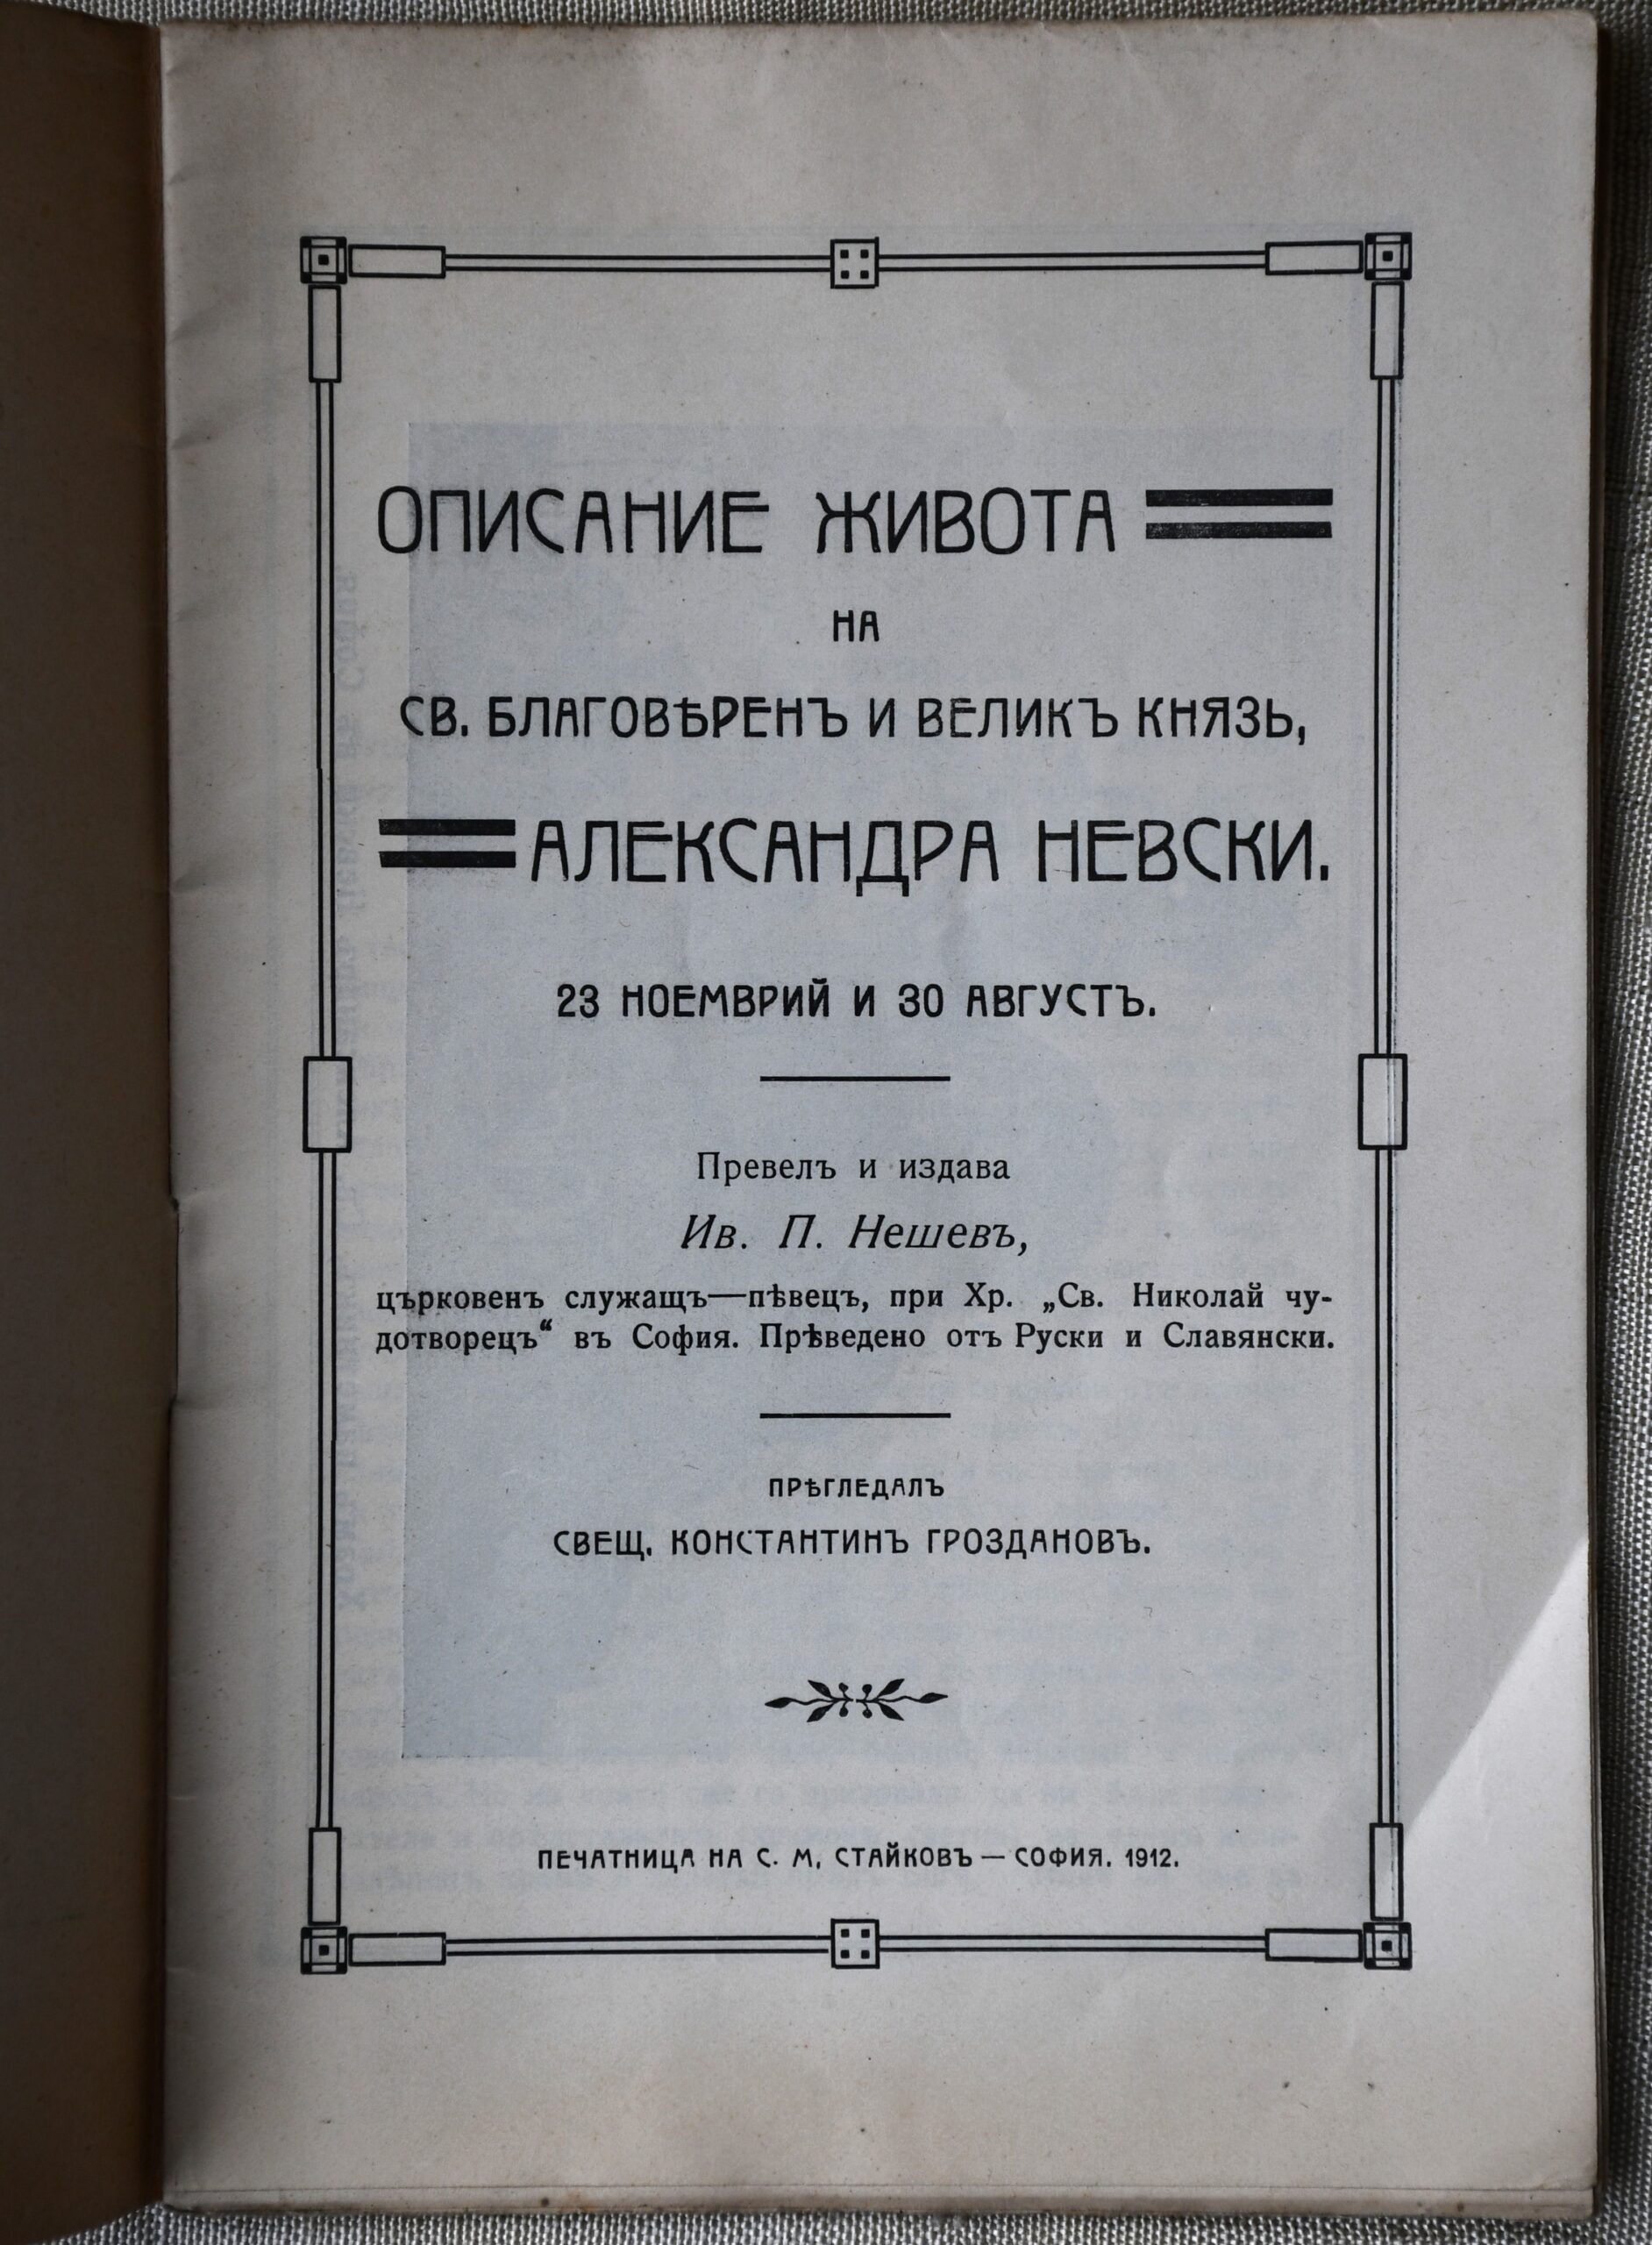 ОПИСАНИЕ ЖИВОТА
НА
СВ. БЛАГОВѢРЕНЪ И ВЕЛИКЪ КНЯЗЬ,
АЛЕКСАНДРА НЕВСКИ.
23 НОЕМВРИЙ И 30 АВГУСТЪ.
Превелъ и издава
Ив. П. Нешевъ,
църковенъ служащъ—пѣвецъ, при Хр. „Св. Николай чу-
дотворецъ“ въ София. Прѣведено отъ Руски и Славянски.
ПРѢГЛЕДАЛЪ
СВЕЩ. КОНСТАНТИНЪ ГРОЗДАНОВЪ.
ПЕЧАТНИЦА НА С. М. СТАЙКОВЪ — СОФИЯ. 1912.